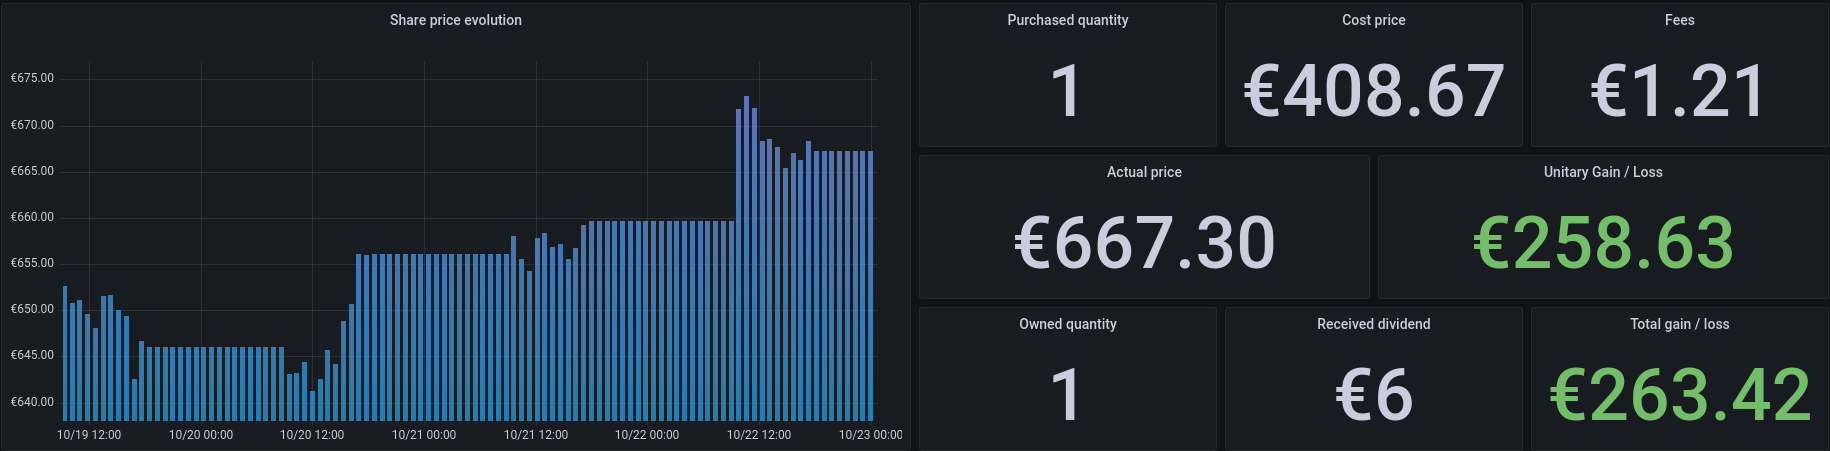 Share price evolution
€675.00
€670.00
€665.00
€660.00
€655.00
€650.00
€645.00
€640.00
10/19 12:00
10/20 00:00
10/20 12:00
10/21 00:00
10/21 12:00
10/22 00:00
10/22 12:00
10/23 00:00
Purchased quantity
1
Cost price
€408.67
Fees
€1.21
Actual price
€667.30
Unitary Gain / Loss
€258.63
Owned quantity
1
Received dividend
€6
Total gain / loss
€263.42